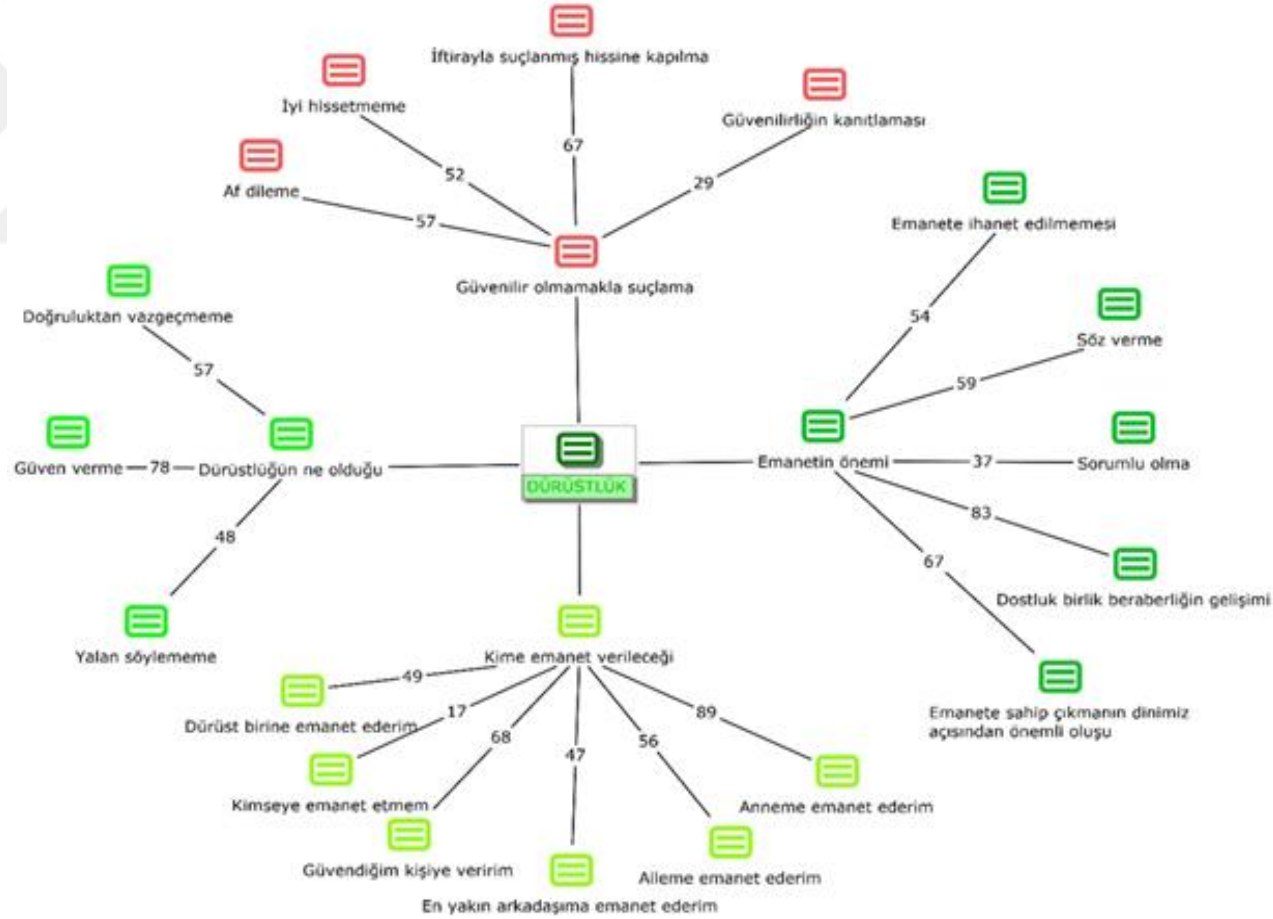 İftirayla suçlanmış hissine kapılma
İyi hissetmeme
Güvenilirliğin kanıtlaması
67
52
29
Af dileme
57
Emanete ihanet edilmemesi
Güvenilir olmamakla suçlama
Doğruluktan vazgeçmeme
54
Söz verme
57
59
Güven verme
78
Dürüstlüğün ne olduğu
DÜRÜSTLÜK
Emanetin önemi
37
Sorumlu olma
48
83
67
Dostluk birlik beraberliğin gelişimi
Yalan söylememe
Kime emanet verileceği
49
Dürüst birine emanet ederim
17
68
47
56
89
Emanete sahip çıkmanın dinimiz
açısından önemli oluşu
Kimseye emanet etmem
Anneme emanet ederim
Güvendiğim kişiye veririm
Aileme emanet ederim
En yakın arkadaşıma emanet ederim